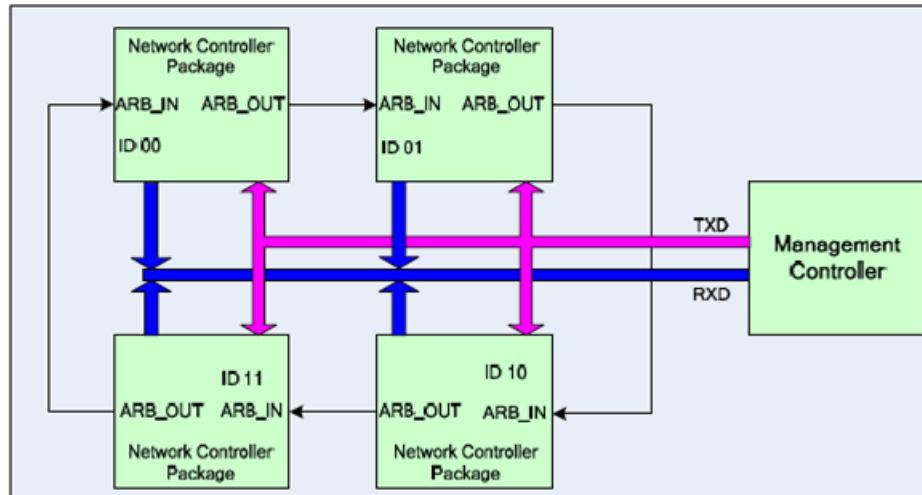 Network Controller
Package
ARB_IN ARB_OUT
ID 00
Network Controller
Package
ARB_IN ARB_OUT
ID 01
TXD
RXD
Management
Controller
ID 11
ARB_OUT ARB_IN
Network Controller
Package
ID 10
ARB_OUT ARB_IN
Network Controller
Package